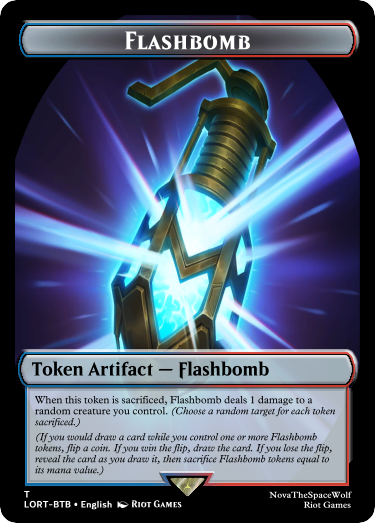 FLASHBOMB
Token Artifact — Flashbomb
When this token is sacrificed, Flashbomb deals 1 damage to a
random creature you control. (Choose a random target for each token
sacrificed.)
(If you would draw a card while you control one or more Flashbomb
tokens, flip a coin. If you win the flip, draw the card. If you lose the flip,
reveal the card as you draw it, then sacrifice Flashbomb tokens equal to
its mana value.)
T
LORT-BTB • English RIOT GAMES
NovaTheSpaceWolf
Riot Games